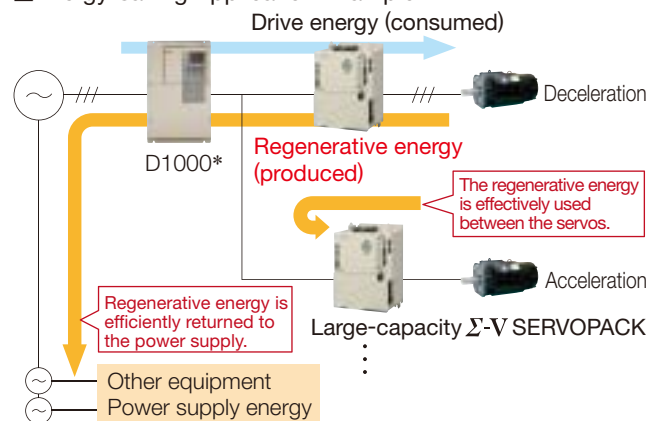 Drive energy (consumed)
Deceleration
D1000*
Regenerative energy
(produced)
The regenerative energy
is effectively used
between the servos.
Acceleration
Regenerative energy is
efficiently returned to
the power supply.
Large-capacity Σ-V SERVOPACK
Other equipment
Power supply energy